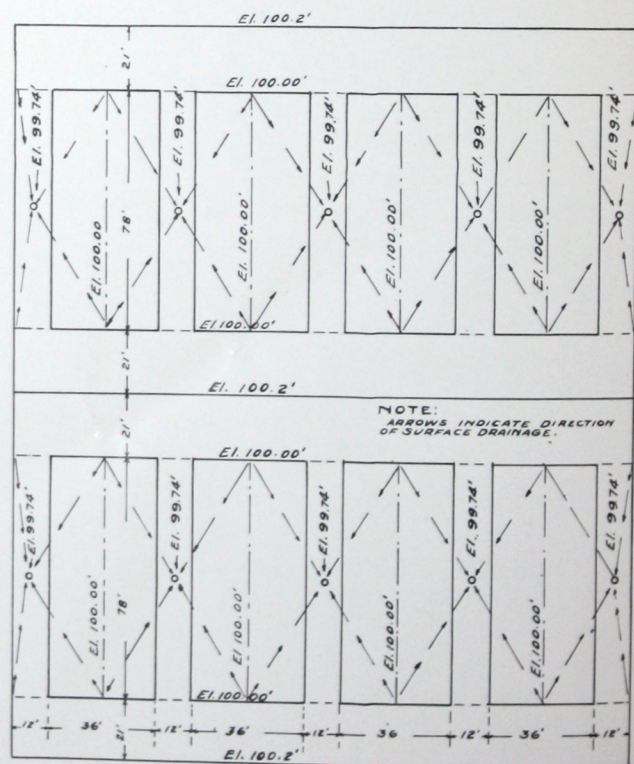 El. 100.2'
21'
El. 100.00'
El. 99.74'
El. 99.74'
El. 99.74'
El. 99.74'
El. 99.74'
El. 100.00
78'
El. 100.00'
El. 100.00'
El. 100.00'
El. 100.00'
21'
El. 100.2'
21'
NOTE:
ARROWS INDICATE DIRECTION
OF SURFACE DRAINAGE.
El. 100.00'
El. 99.74'
El. 99.74'
El. 99.74'
El. 99.74'
El. 99.74'
El. 100.00'
78'
El. 100.00'
El. 100.00'
El. 100.00'
El. 100.00'
12' 36' 21' 12' 36' 12' 36 12' 36' 12'
El. 100.2'